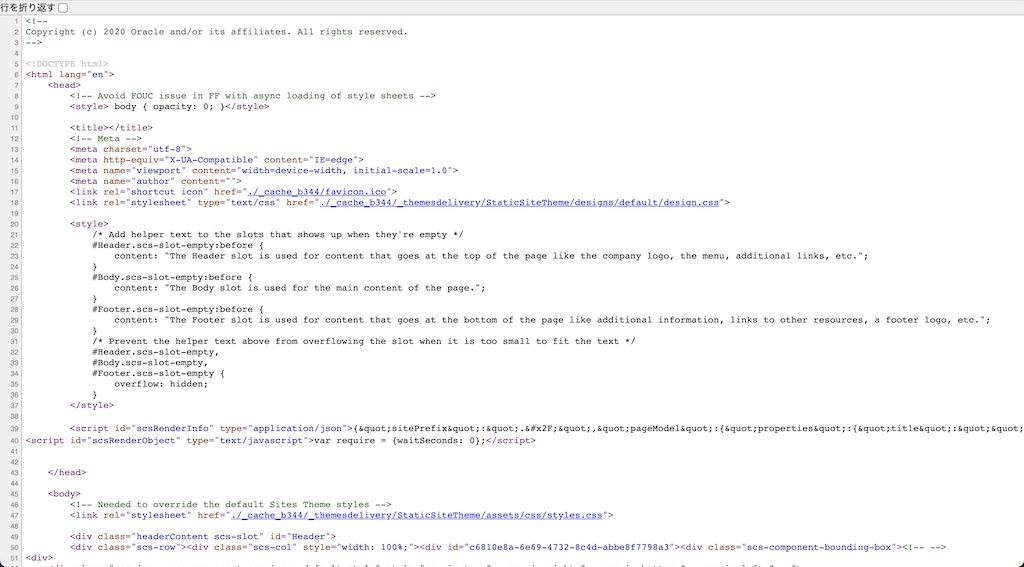 行を折り返す
1 <!--
2 Copyright (c) 2020 Oracle and/or its affiliates. All rights reserved.
3 -->
4
5 <!DOCTYPE html>
6 <html lang="en">
7     <head>
8         <!-- Avoid FOUC issue in FF with async loading of style sheets -->
9         <style> body { opacity: 0; }</style>
10
11         <title></title>
12         <!-- Meta -->
13         <meta charset="utf-8">
14         <meta http-equiv="X-UA-Compatible" content="IE=edge">
15         <meta name="viewport" content="width=device-width, initial-scale=1.0">
16         <meta name="author" content="">
17         <link rel="shortcut icon" href="./_cache_b344/favicon.ico">
18         <link rel="stylesheet" type="text/css" href="./_cache_b344/_themesdelivery/StaticSiteTheme/designs/default/design.css">
19
20         <style>
21             /* Add helper text to the slots that shows up when they're empty */
22             #Header.scs-slot-empty:before {
23                 content: "The Header slot is used for content that goes at the top of the page like the company logo, the menu, additional links, etc.";
24             }
25             #Body.scs-slot-empty:before {
26                 content: "The Body slot is used for the main content of the page.";
27             }
28             #Footer.scs-slot-empty:before {
29                 content: "The Footer slot is used for content that goes at the bottom of the page like additional information, links to other resources, a footer logo, etc.";
30             }
31             /* Prevent the helper text above from overflowing the slot when it is too small to fit the text */
32             #Header.scs-slot-empty,
33             #Body.scs-slot-empty,
34             #Footer.scs-slot-empty {
35                 overflow: hidden;
36             }
37         </style>
38
39         <script id="scsRenderInfo" type="application/json">{&quot;sitePrefix&quot;:&quot;.&#x2F;&quot;,&quot;pageModel&quot;:{&quot;properties&quot;:{&quot;title&quot;:&quot;&quot;
40 <script id="scsRenderObject" type="text/javascript">var require = {waitSeconds: 0};</script>
41
42
43     </head>
44
45     <body>
46         <!-- Needed to override the default Sites Theme styles -->
47         <link rel="stylesheet" href="./_cache_b344/_themesdelivery/StaticSiteTheme/assets/css/styles.css">
48
49         <div class="headerContent scs-slot" id="Header">
50         <div class="scs-row"><div class="scs-col" style="width: 100%;"><div id="c6810e8a-6e69-4732-8c4d-abbe8f7798a3"><div class="scs-component-bounding-box"><!-- -->
51 <div>